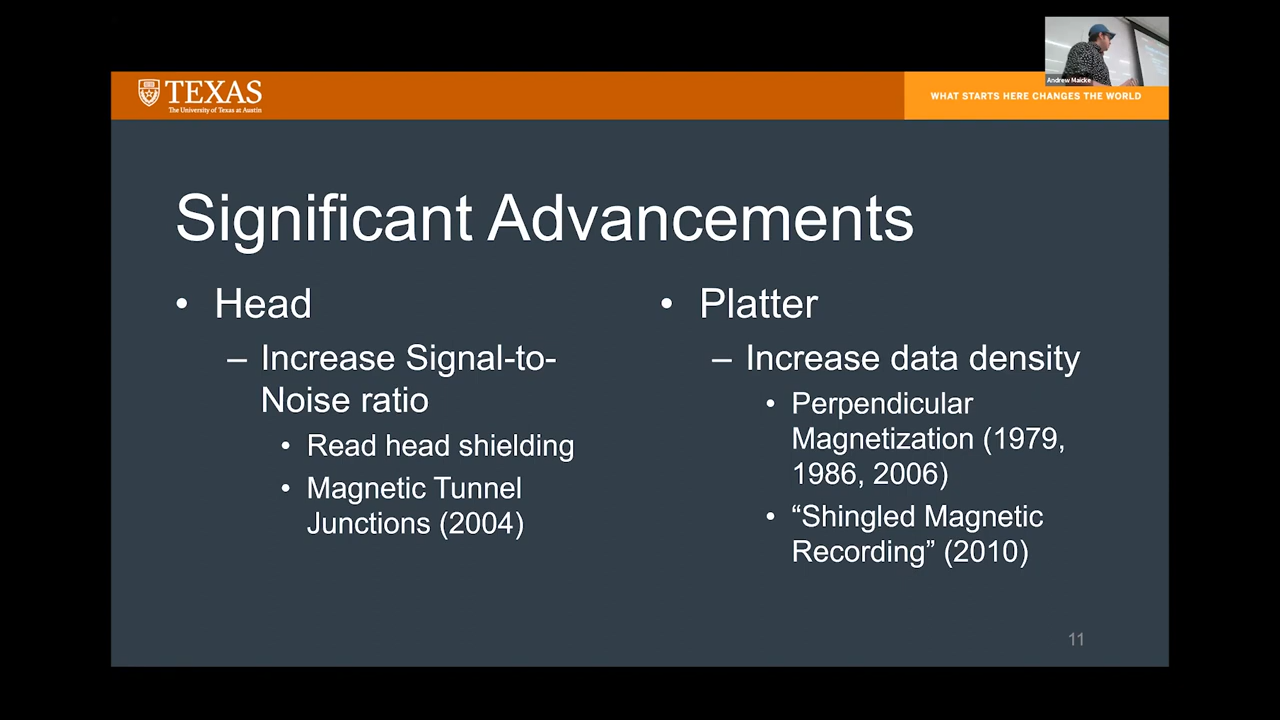 Andrew Maicke
TEXAS
The University of Texas at Austin
WHAT STARTS HERE CHANGES THE WORLD
Significant Advancements
• Head
– Increase Signal-to-
Noise ratio
• Read head shielding
• Magnetic Tunnel
Junctions (2004)
• Platter
– Increase data density
• Perpendicular
Magnetization (1979,
1986, 2006)
• “Shingled Magnetic
Recording” (2010)
11